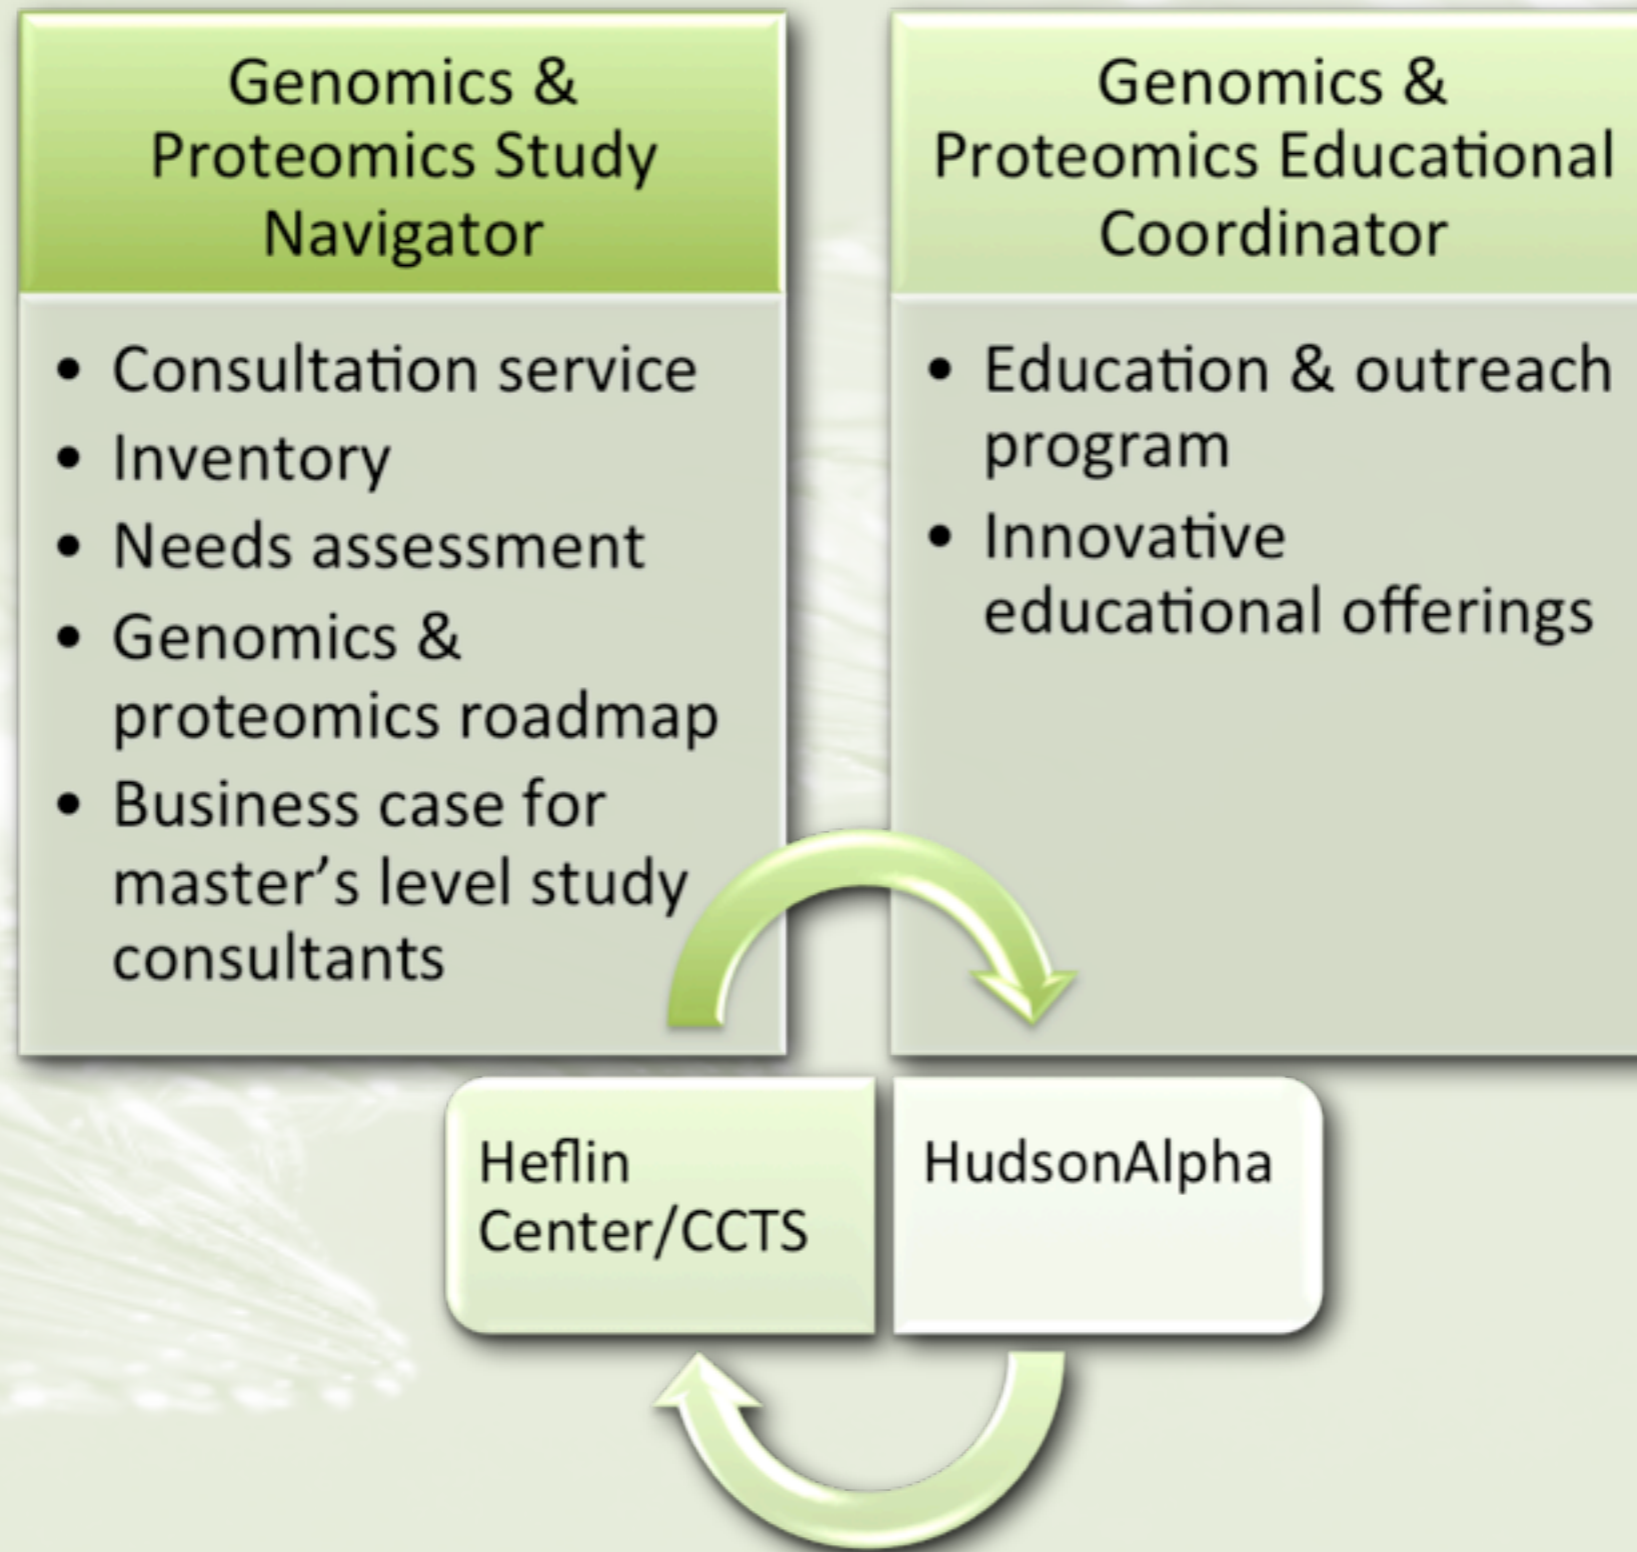 Genomics &
Proteomics Study
Navigator
• Consultation service
• Inventory
• Needs assessment
• Genomics &
proteomics roadmap
• Business case for
master’s level study
consultants
Genomics &
Proteomics Educational
Coordinator
• Education & outreach
program
• Innovative
educational offerings
Heflin
Center/CCTS
HudsonAlpha